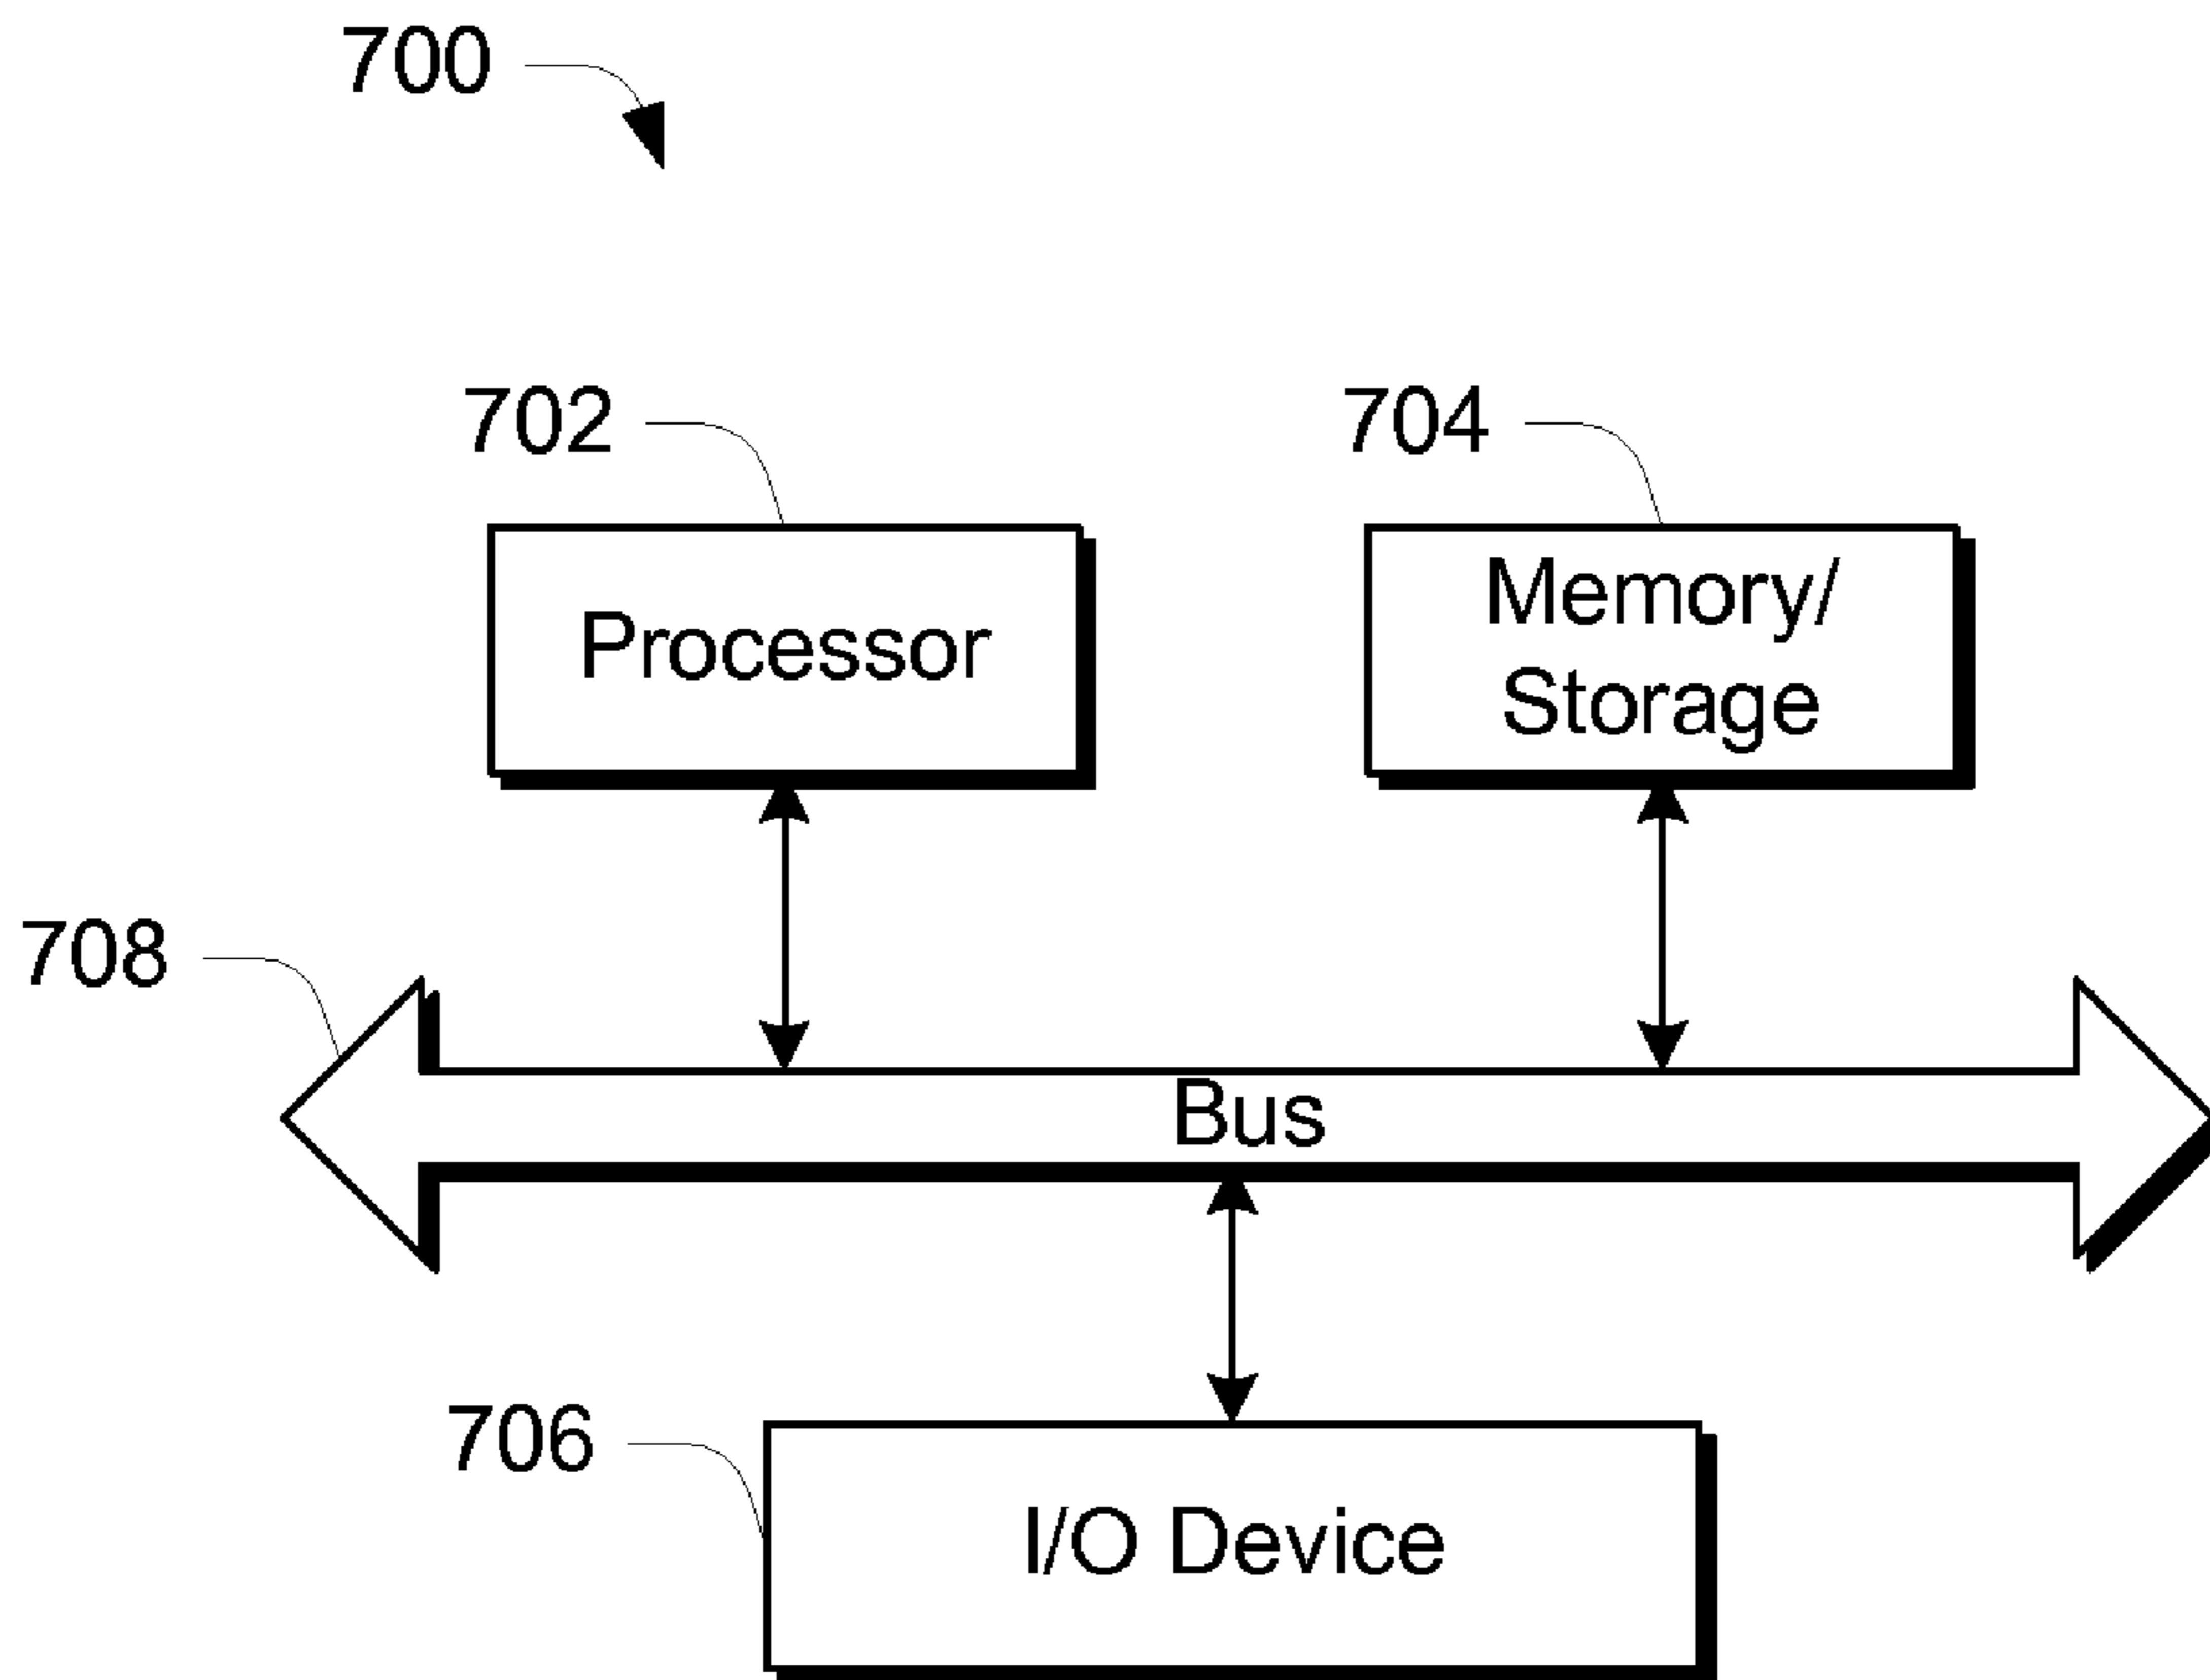 700
702
704
Processor
Memory/
Storage
708
Bus
706
I/O Device